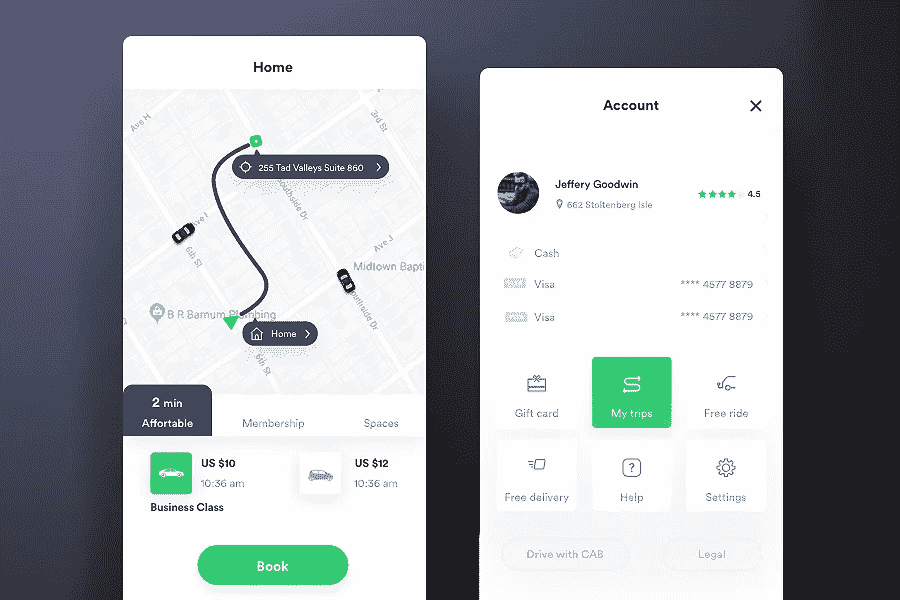 Home
Ave H
3rd St
255 Tad Valleys Suite 860
Southside Dr
Ave I
6th St
Ave J
Midtown Bapti
Southside Dr
B R Barnum Plumbing
Home
6th St
2 min
Affortable
Membership
Spaces
US $10
10:36 am
US $12
10:36 am
Business Class
Book
Account
Jeffery Goodwin
662 Stoltenberg Isle
4.5
Cash
Visa
**** 4577 8879
Visa
**** 4577 8879
Gift card
My trips
Free ride
Free delivery
Help
Settings
Drive with CAB
Legal